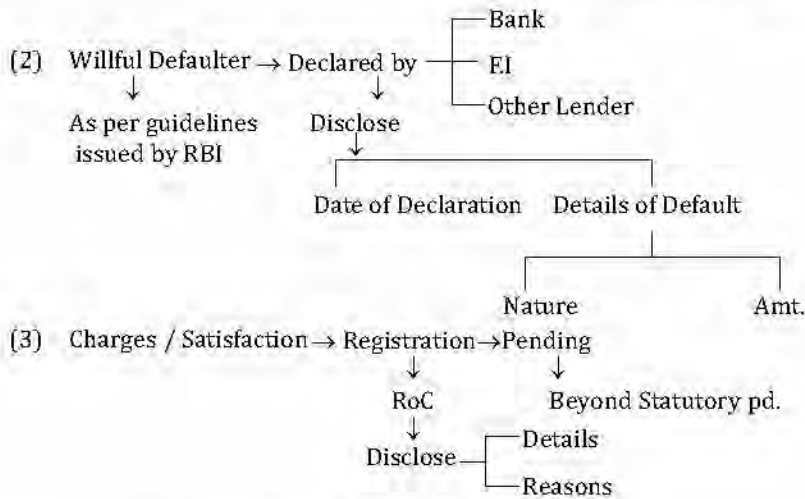 Bank
(2) Willful Defaulter → Declared by
F.I
Other Lender
As per guidelines
issued by RBI
Disclose
Date of Declaration Details of Default
Nature Amt.
(3) Charges / Satisfaction → Registration → Pending
RoC Beyond Statutory pd.
Details
Disclose
Reasons